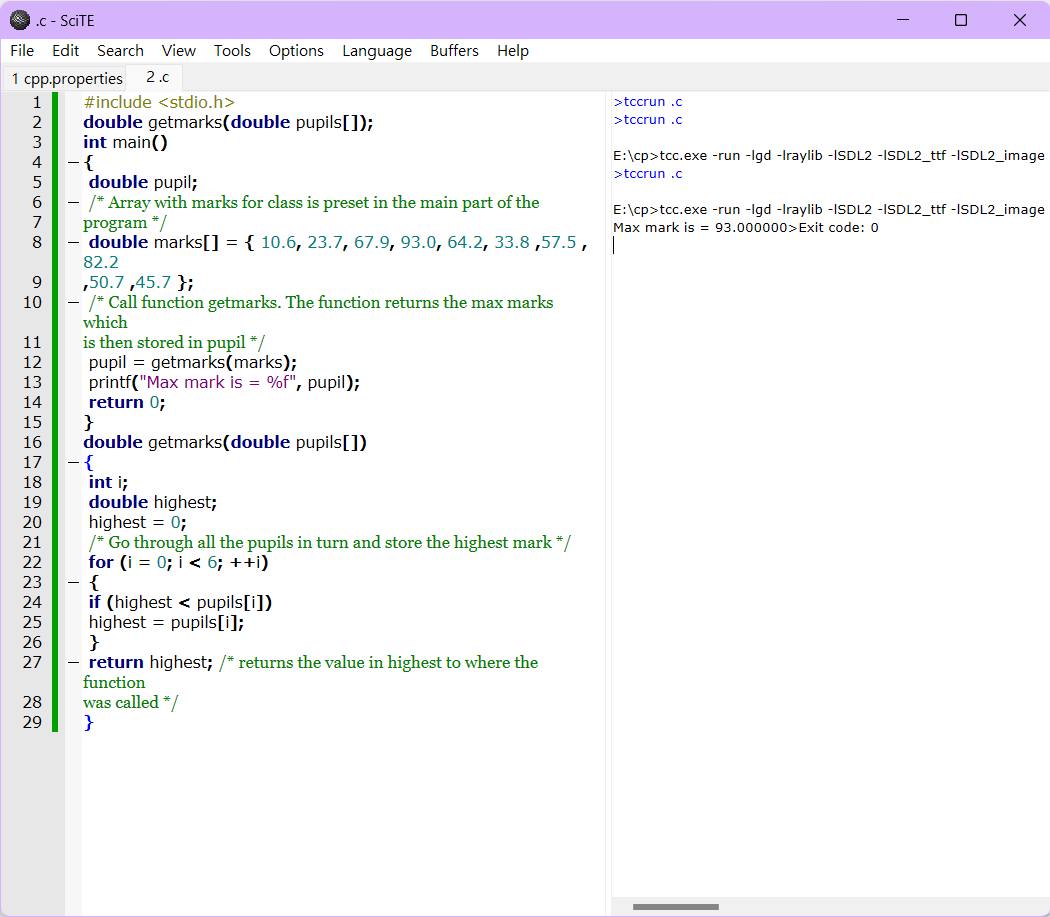 .c - SciTE
File Edit Search View Tools Options Language Buffers Help
1 cpp.properties 2 .c
1 #include <stdio.h>
2 double getmarks(double pupils[]);
3 int main()
4 {
5 double pupil;
6 /* Array with marks for class is preset in the main part of the
7 program */
8 double marks[] = { 10.6, 23.7, 67.9, 93.0, 64.2, 33.8 ,57.5 ,
82.2
9 ,50.7 ,45.7 };
10 /* Call function getmarks. The function returns the max marks
which
11 is then stored in pupil */
12 pupil = getmarks(marks);
13 printf("Max mark is = %f", pupil);
14 return 0;
15 }
16 double getmarks(double pupils[])
17 {
18 int i;
19 double highest;
20 highest = 0;
21 /* Go through all the pupils in turn and store the highest mark */
22 for (i = 0; i < 6; ++i)
23 {
24 if (highest < pupils[i])
25 highest = pupils[i];
26 }
27 return highest; /* returns the value in highest to where the
function
28 was called */
29 }
>tccrun .c
>tccrun .c
E:\cp>tcc.exe -run -lgd -lraylib -lSDL2 -lSDL2_ttf -lSDL2_image
>tccrun .c
E:\cp>tcc.exe -run -lgd -lraylib -lSDL2 -lSDL2_ttf -lSDL2_image
Max mark is = 93.000000>Exit code: 0